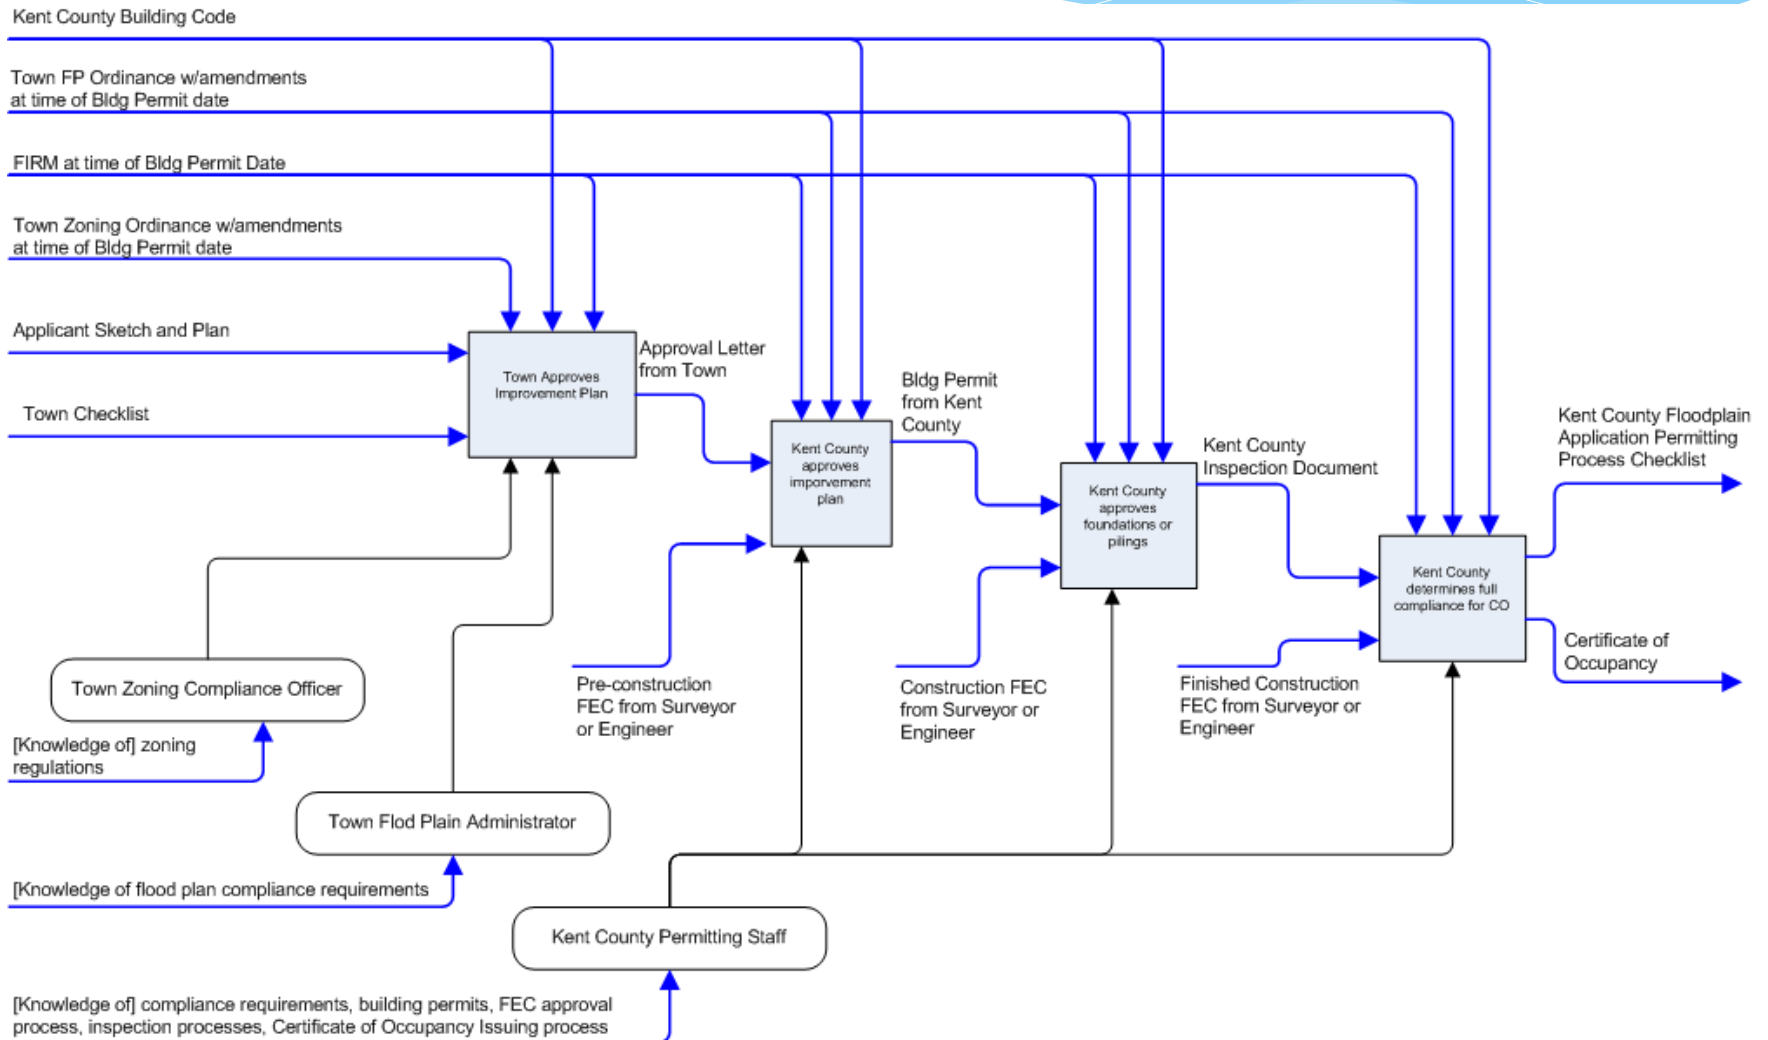 Kent County Building Code
Town FP Ordinance w/amendments
at time of Bldg Permit date
FIRM at time of Bldg Permit Date
Town Zoning Ordinance w/amendments
at time of Bldg Permit date
Applicant Sketch and Plan
Town Checklist
Town Approves
Improvement Plan
Approval Letter
from Town
Kent County
approves
imporvement
plan
Bldg Permit
from Kent
County
Kent County
approves
foundations or
pilings
Kent County
Inspection Document
Kent County
determines full
compliance for CO
Kent County Floodplain
Application Permitting
Process Checklist
Certificate of
Occupancy
Pre-construction
FEC from Surveyor
or Engineer
Construction FEC
from Surveyor or
Engineer
Finished Construction
FEC from Surveyor or
Engineer
Town Zoning Compliance Officer
[Knowledge of] zoning
regulations
Town Flod Plain Administrator
[Knowledge of flood plan compliance requirements
Kent County Permitting Staff
[Knowledge of] compliance requirements, building permits, FEC approval
process, inspection processes, Certificate of Occupancy Issuing process